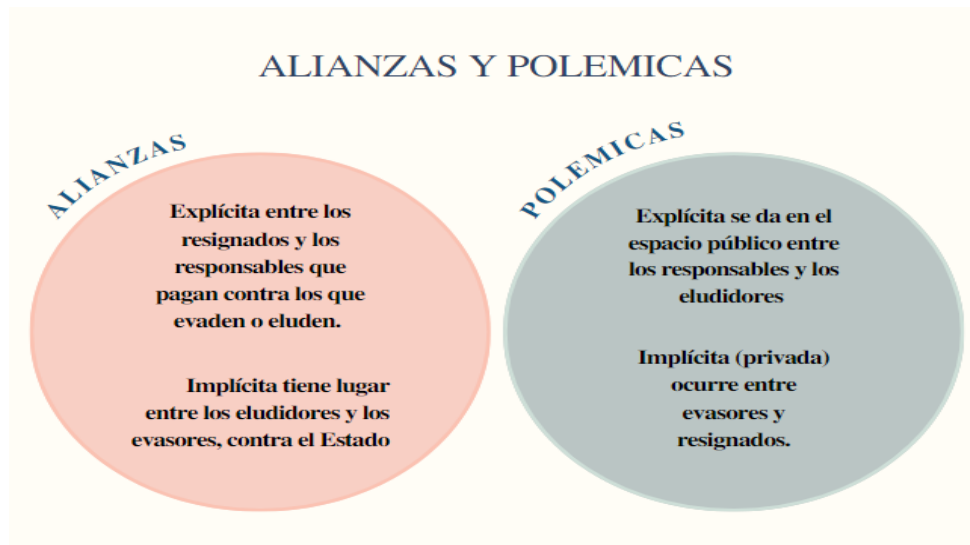 ALIANZAS Y POLEMICAS
ALIANZAS
Explícita entre los
resignados y los
responsables que
pagan contra los que
evaden o eluden.
Implícita tiene lugar
entre los eludidores y los
evasores, contra el Estado
POLEMICAS
Explícita se da en el
espacio público entre
los responsables y los
eludidores
Implícita (privada)
ocurre entre
evasores y
resignados.